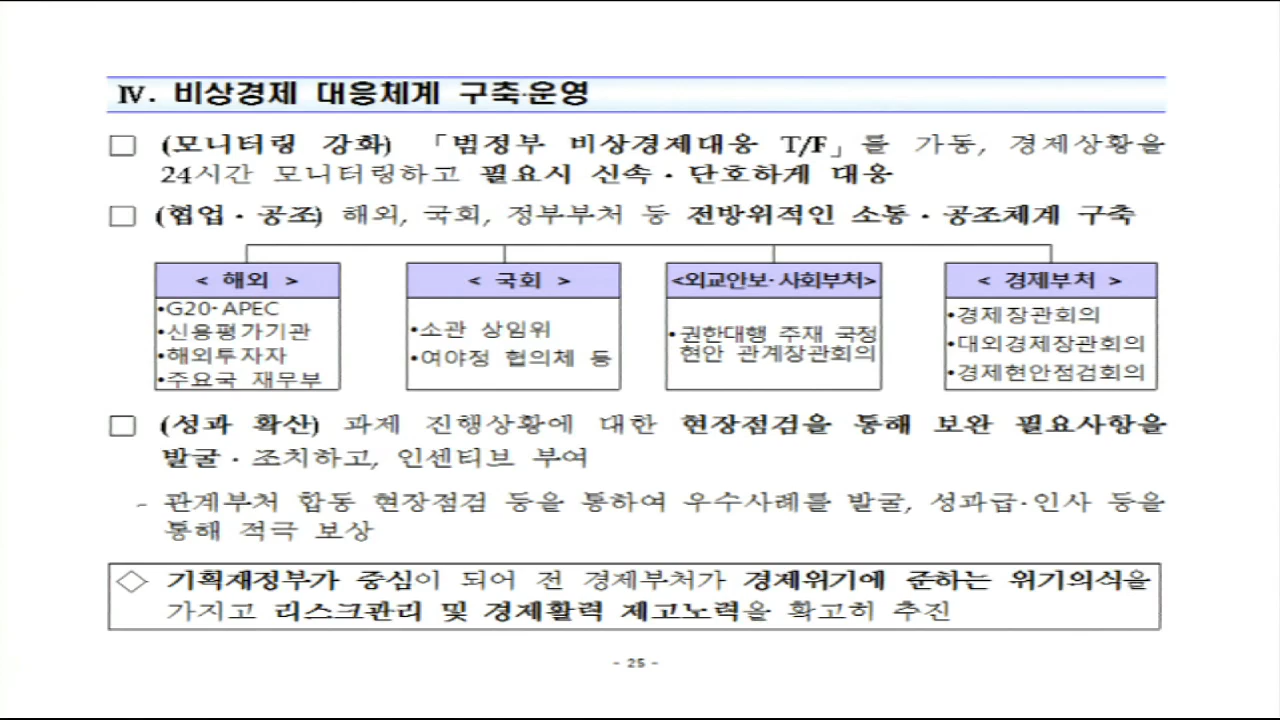 Ⅳ. 비상경제 대응체계 구축·운영
□ (모니터링 강화) 「범정부 비상경제대응 T/F」를 가동, 경제상황을
24시간 모니터링하고 필요시 신속·단호하게 대응
□ (협업·공조) 해외, 국회, 정부부처 등 전방위적인 소통·공조체계 구축
< 해외 >
•G20·APEC
•신용평가기관
•해외투자자
•주요국 재무부
< 국회 >
•소관 상임위
•여야정 협의체 등
<외교안보·사회부처>
•권한대행 주재 국정
현안 관계장관회의
< 경제부처 >
•경제장관회의
•대외경제장관회의
•경제현안점검회의
□ (성과 확산) 과제 진행상황에 대한 현장점검을 통해 보완 필요사항을
발굴·조치하고, 인센티브 부여
- 관계부처 합동 현장점검 등을 통하여 우수사례를 발굴, 성과급·인사 등을
통해 적극 보상
◇ 기획재정부가 중심이 되어 전 경제부처가 경제위기에 준하는 위기의식을
가지고 리스크관리 및 경제활력 제고노력을 확고히 추진
- 25 -